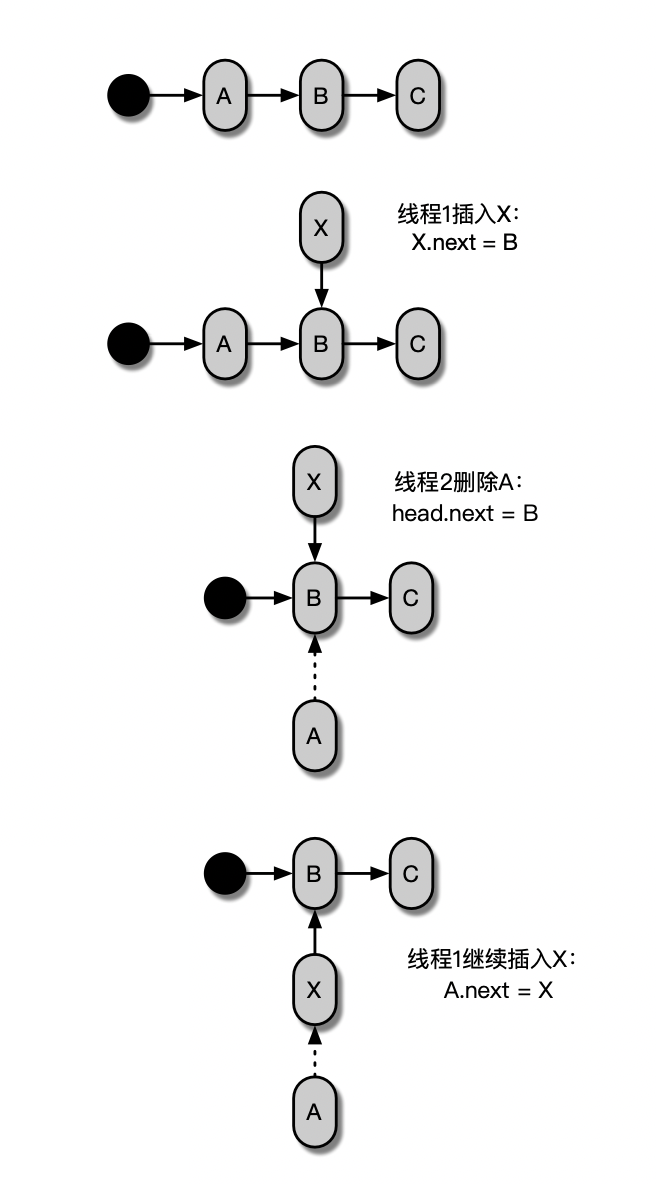 A B C
X
线程1插入X：
X.next = B
A B C
X
线程2删除A：
head.next = B
B C
A
B C
线程1继续插入X：
X
A.next = X
A